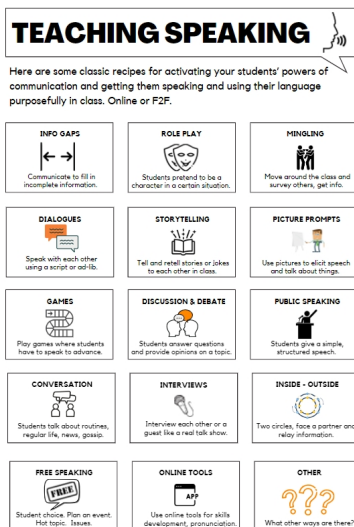 TEACHING SPEAKING
Here are some classic recipes for activating your students' powers of
communication and getting them speaking and using their language
purposefully in class. Online or F2F.
INFO GAPS
Communicate to fill in
incomplete information.
ROLE PLAY
Students pretend to be a
character in a certain situation.
MINGLING
Move around the class and
survey others, get info.
DIALOGUES
Speak with each other
using a script or ad-lib.
STORYTELLING
Tell and retell stories or jokes
to each other in class.
PICTURE PROMPTS
Use pictures to elicit speech
and talk about things.
GAMES
Play games where students
have to speak to advance.
DISCUSSION & DEBATE
Students answer questions
and provide opinions on a topic.
PUBLIC SPEAKING
Students give a simple,
structured speech.
CONVERSATION
Students talk about routines,
regular life, news, gossip.
INTERVIEWS
Interview each other or a
guest like a real talk show.
INSIDE - OUTSIDE
Two circles, face a partner and
relay information.
FREE SPEAKING
FREE
Student choice. Plan an event.
Hot topic. Issues.
ONLINE TOOLS
APP
Use online tools for skills
development, pronunciation.
OTHER
???
What other ways are there?